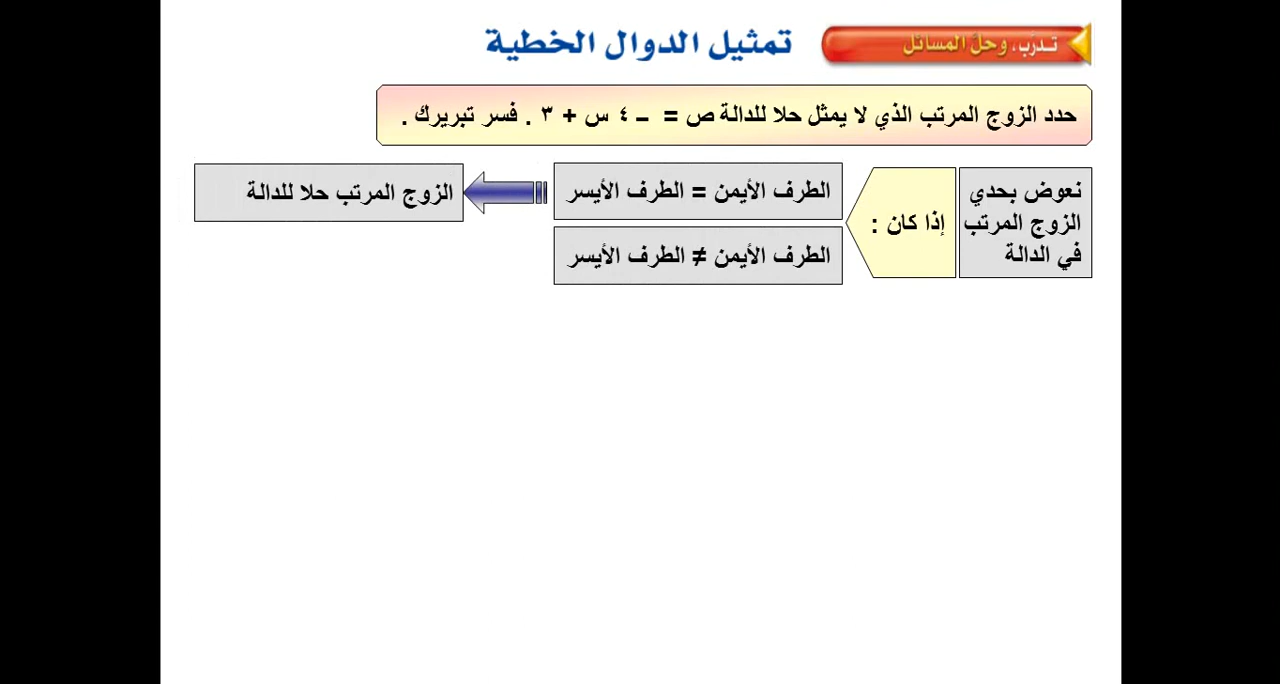 تدرَّب، وحلَّ المسائل
تمثيل الدوال الخطية
حدد الزوج المرتب الذي لا يمثل حلا للدالة ص = – ٤ س + ٣ . فسر تبريرك .
نعوض بحدي
الزوج المرتب
في الدالة
إذا كان :
الطرف الأيمن = الطرف الأيسر
الزوج المرتب حلا للدالة
الطرف الأيمن ≠ الطرف الأيسر